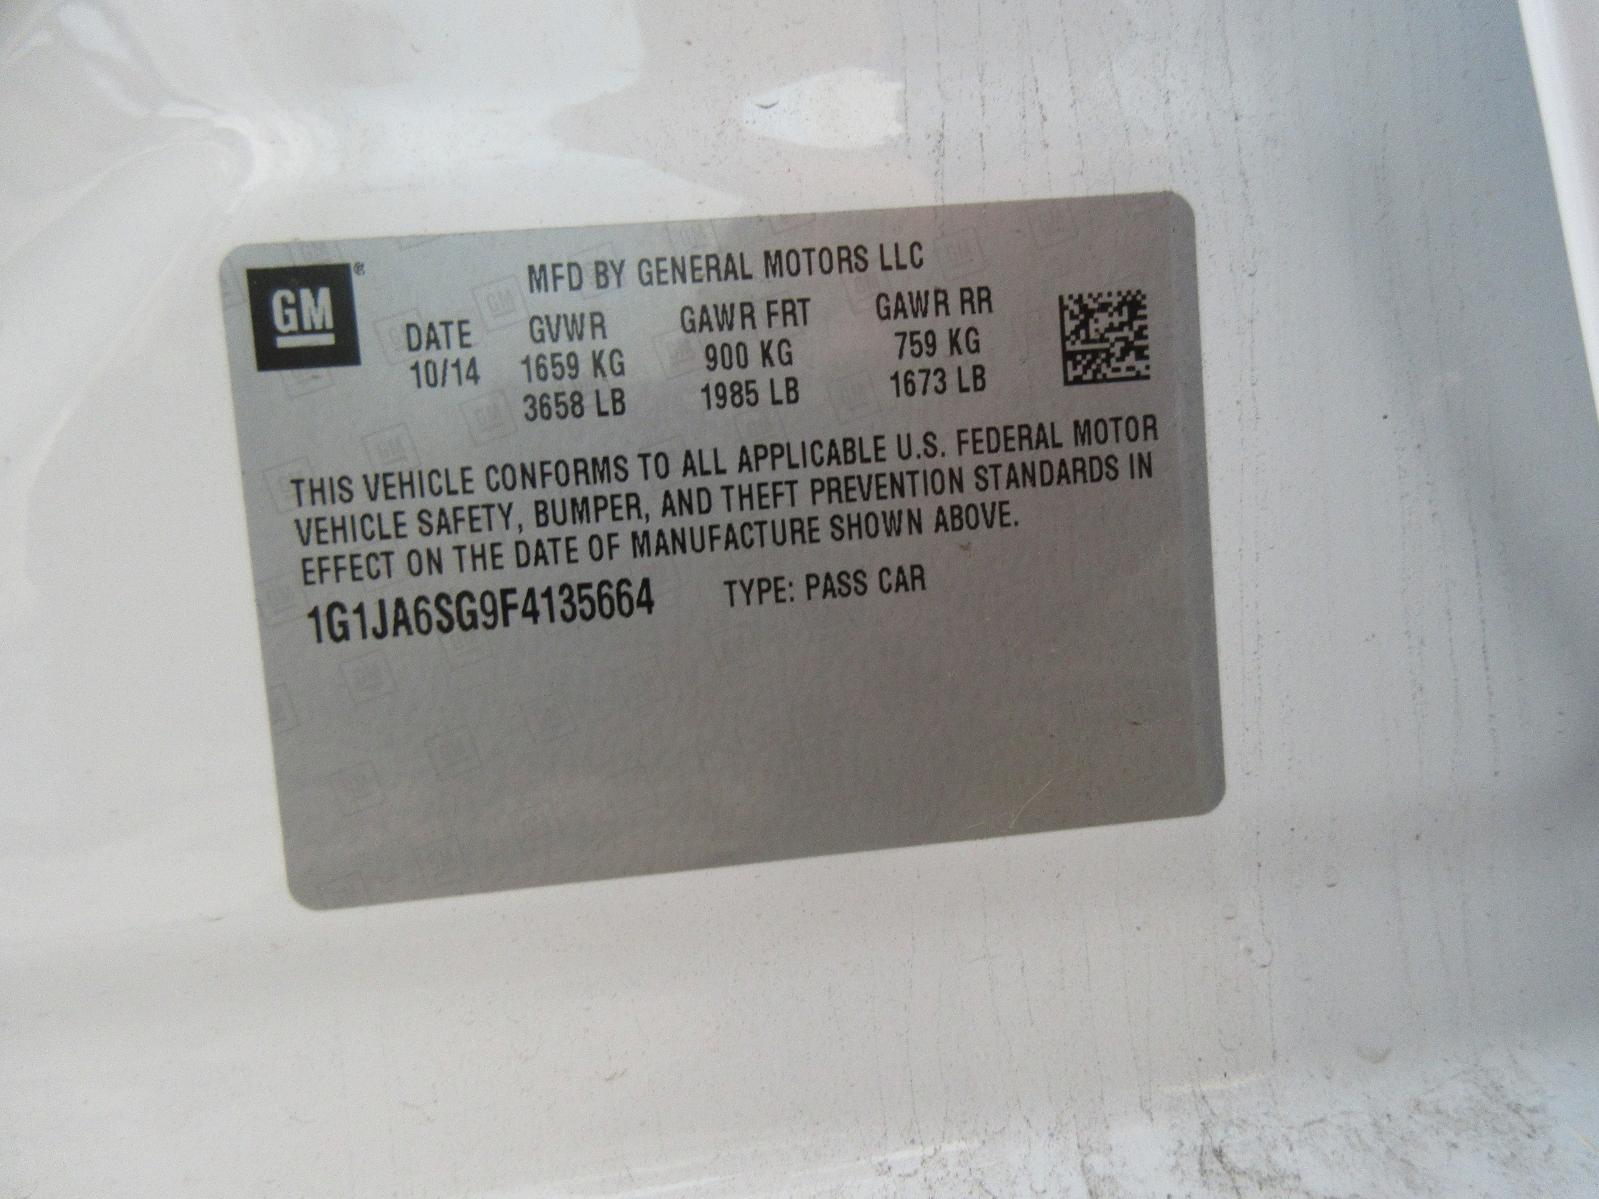 GM®
MFD BY GENERAL MOTORS LLC
DATE GVWR GAWR FRT GAWR RR
10/14 1659 KG 900 KG 759 KG
3658 LB 1985 LB 1673 LB
THIS VEHICLE CONFORMS TO ALL APPLICABLE U.S. FEDERAL MOTOR
VEHICLE SAFETY, BUMPER, AND THEFT PREVENTION STANDARDS IN
EFFECT ON THE DATE OF MANUFACTURE SHOWN ABOVE.
1G1JA6SG9F4135664 TYPE: PASS CAR